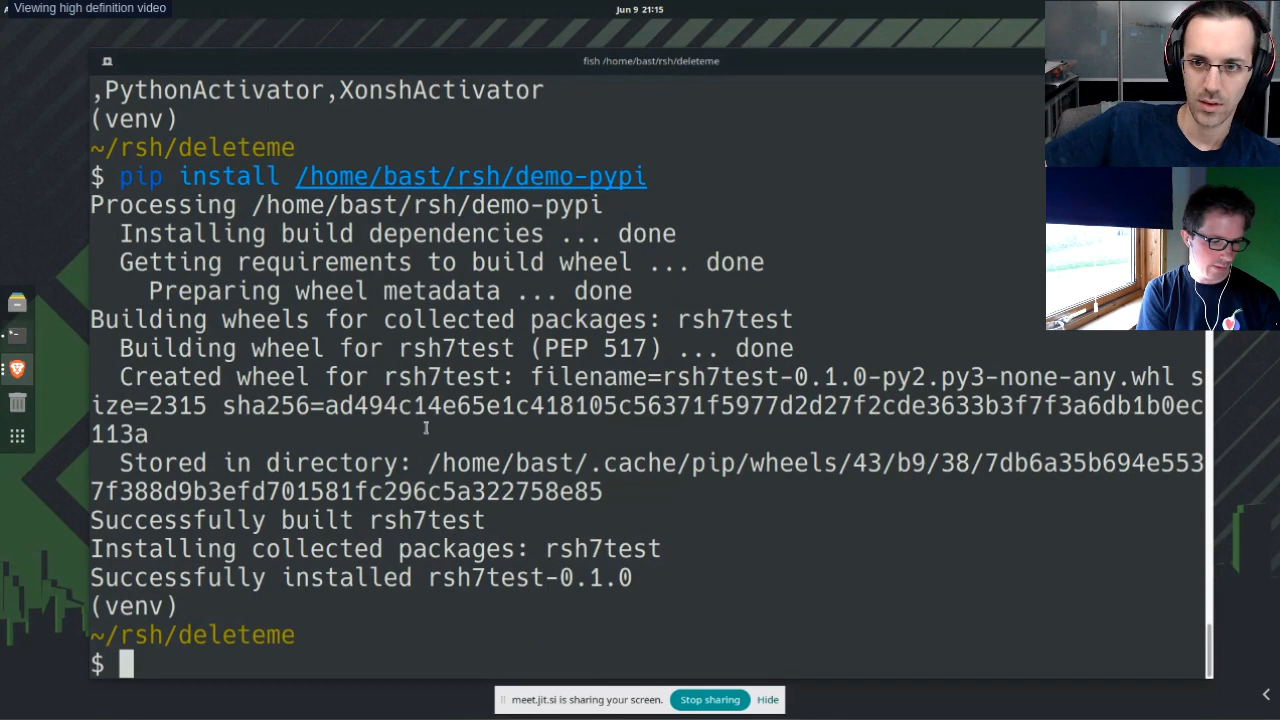 Viewing high definition video
Jun 9 21:15
fish /home/bast/rsh/deleteme
,PythonActivator,XonshActivator
(venv)
~/rsh/deleteme
$ pip install /home/bast/rsh/demo-pypi
Processing /home/bast/rsh/demo-pypi
Installing build dependencies ... done
Getting requirements to build wheel ... done
Preparing wheel metadata ... done
Building wheels for collected packages: rsh7test
Building wheel for rsh7test (PEP 517) ... done
Created wheel for rsh7test: filename=rsh7test-0.1.0-py2.py3-none-any.whl s
ize=2315 sha256=ad494c14e65e1c418105c56371f5977d2d27f2cde3633b3f7f3a6db1b0ec
113a
Stored in directory: /home/bast/.cache/pip/wheels/43/b9/38/7db6a35b694e553
7f388d9b3efd701581fc296c5a322758e85
Successfully built rsh7test
Installing collected packages: rsh7test
Successfully installed rsh7test-0.1.0
(venv)
~/rsh/deleteme
$
meet.jit.si is sharing your screen.
Stop sharing
Hide